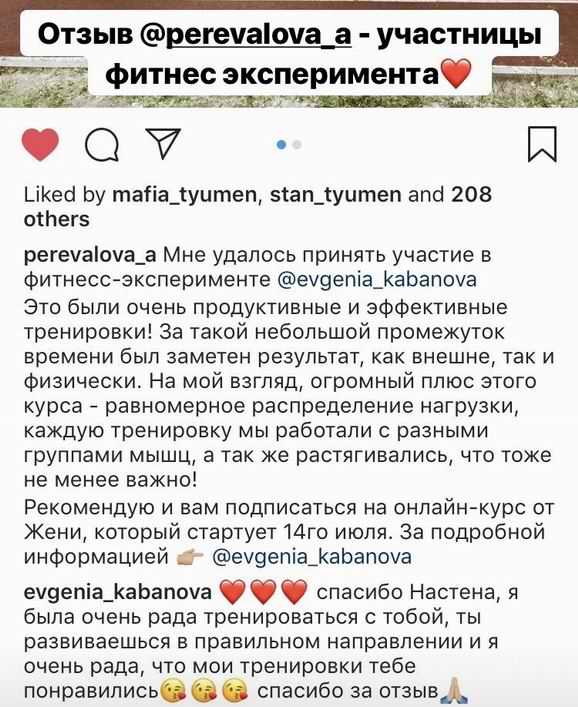 Отзыв @perevalova_a - участницы
фитнес эксперимента❤️
Liked by mafia_tyumen, stan_tyumen and 208
others
perevalova_a Мне удалось принять участие в
фитнесс-эксперименте @evgenia_kabanova
Это были очень продуктивные и эффективные
тренировки! За такой небольшой промежуток
времени был заметен результат, как внешне, так и
физически. На мой взгляд, огромный плюс этого
курса - равномерное распределение нагрузки,
каждую тренировку мы работали с разными
группами мышц, а так же растягивались, что тоже
не менее важно!
Рекомендую и вам подписаться на онлайн-курс от
Жени, который стартует 14го июля. За подробной
информацией 👉🏼 @evgenia_kabanova
evgenia_kabanova ❤️❤️❤️ спасибо Настена, я
была очень рада тренироваться с тобой, ты
развиваешься в правильном направлении и я
очень рада, что мои тренировки тебе
понравились😘😘😘 спасибо за отзыв🙏🏼